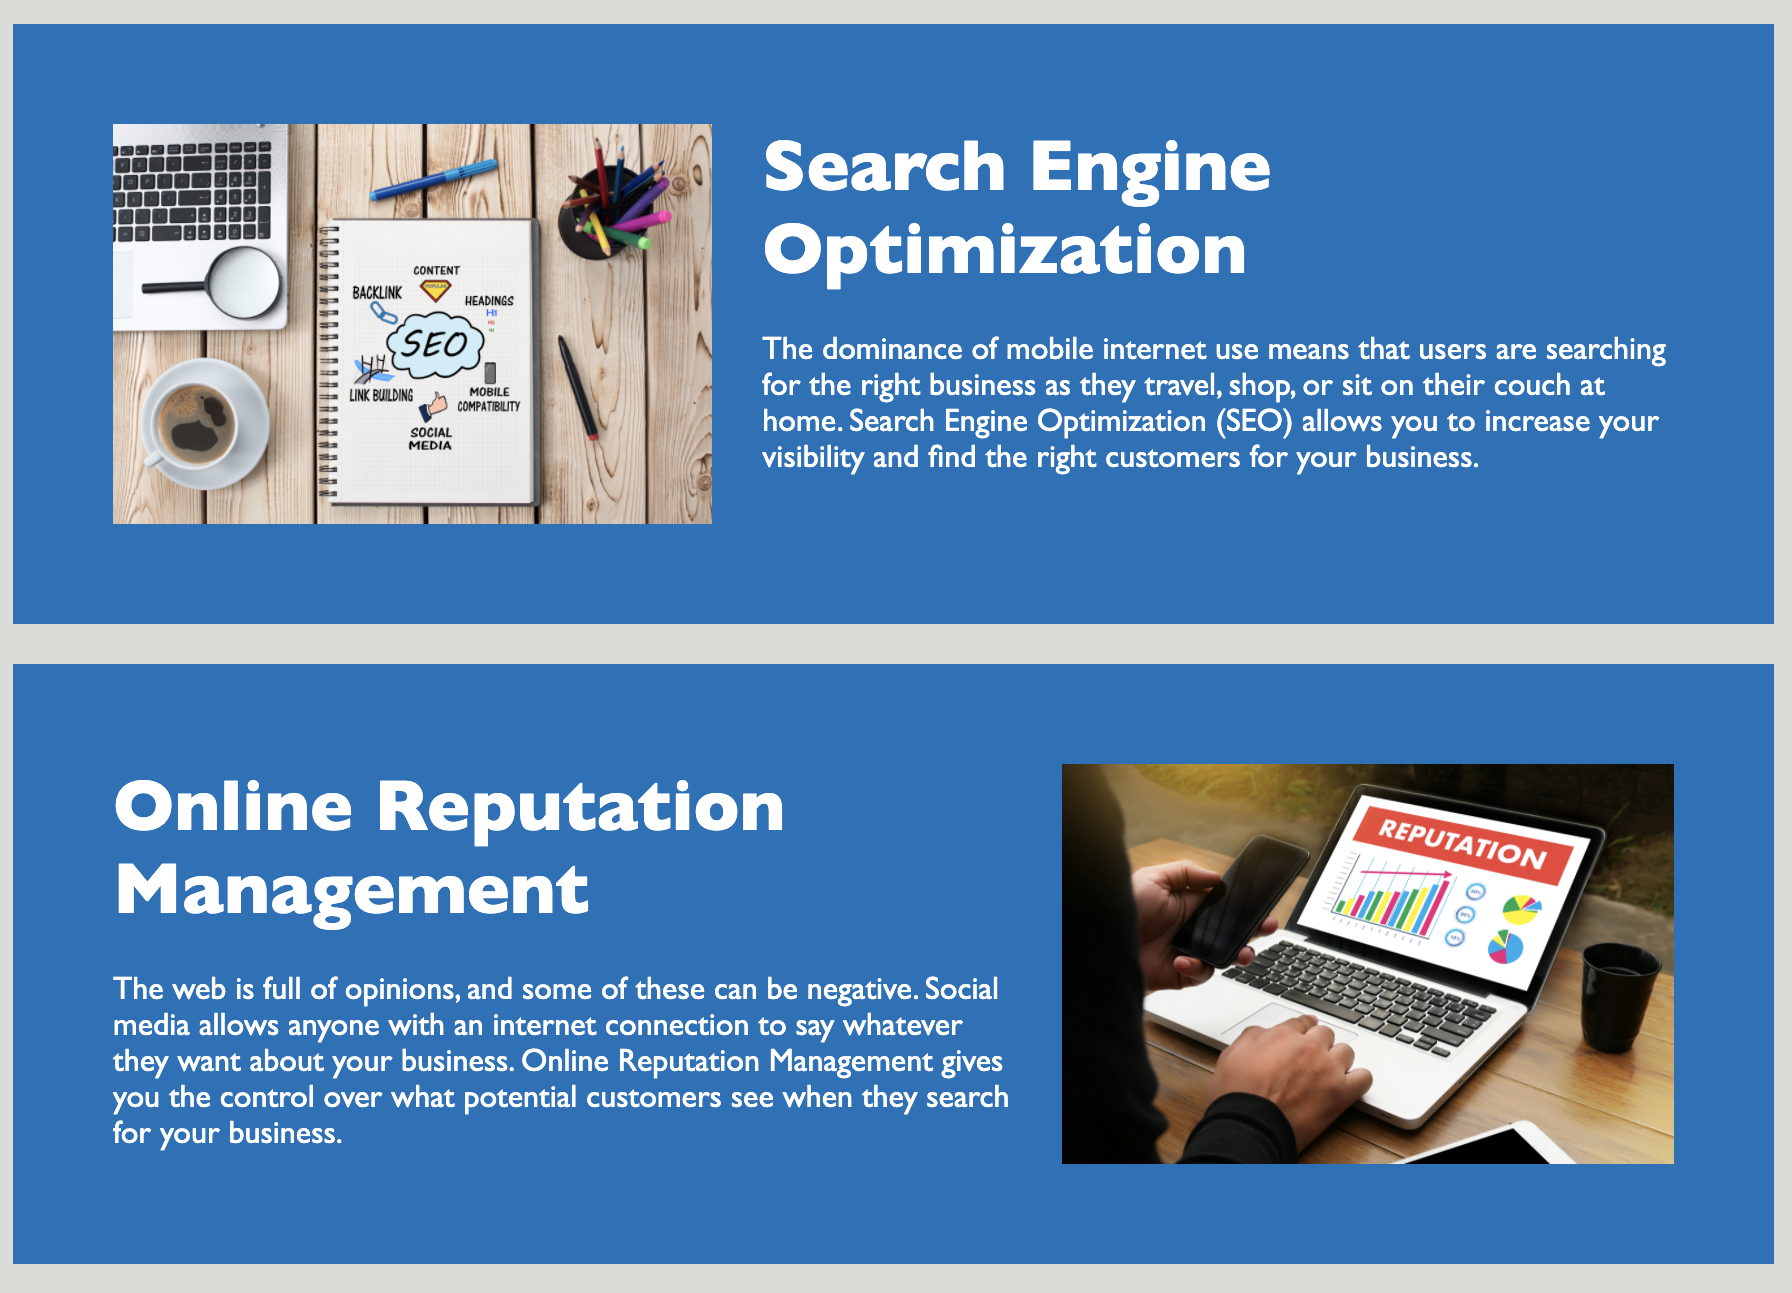 Search Engine
Optimization
The dominance of mobile internet use means that users are searching
for the right business as they travel, shop, or sit on their couch at
home. Search Engine Optimization (SEO) allows you to increase your
visibility and find the right customers for your business.
CONTENT
POPULAR
BACKLINK
HEADINGS
H1
H2
SEO
LINK BUILDING
MOBILE
COMPATIBILITY
SOCIAL
MEDIA
Online Reputation
Management
The web is full of opinions, and some of these can be negative. Social
media allows anyone with an internet connection to say whatever
they want about your business. Online Reputation Management gives
you the control over what potential customers see when they search
for your business.
REPUTATION